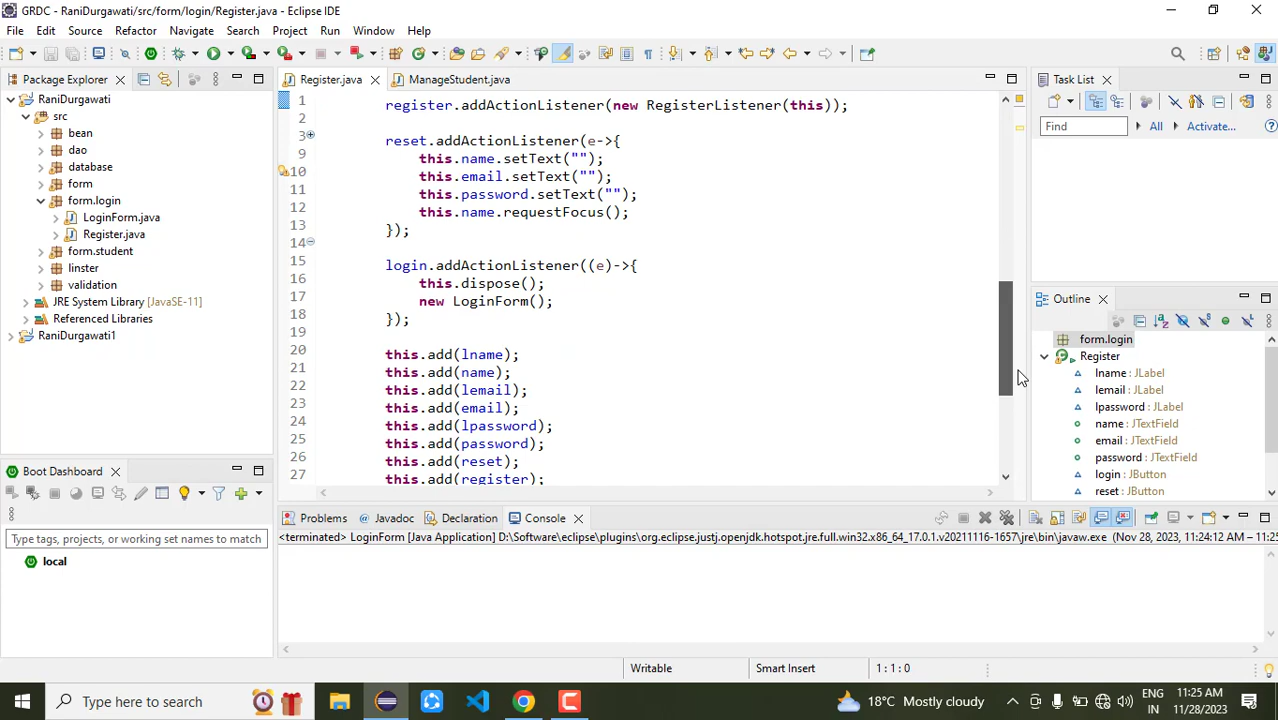 GRDC - RaniDurgawati/src/form/login/Register.java - Eclipse IDE
File Edit Source Refactor Navigate Search Project Run Window Help
Package Explorer
RaniDurgawati
src
bean
dao
database
form
form.login
LoginForm.java
Register.java
form.student
linster
validation
JRE System Library [JavaSE-11]
Referenced Libraries
RaniDurgawati1
Boot Dashboard
Type tags, projects, or working set names to match
local
Register.java ManageStudent.java
1 register.addActionListener(new RegisterListener(this));
2
3 reset.addActionListener(e->{
9 this.name.setText("");
10 this.email.setText("");
11 this.password.setText("");
12 this.name.requestFocus();
13 });
14
15 login.addActionListener((e)->{
16 this.dispose();
17 new LoginForm();
18 });
19
20 this.add(lname);
21 this.add(name);
22 this.add(lemail);
23 this.add(email);
24 this.add(lpassword);
25 this.add(password);
26 this.add(reset);
27 this.add(register);
Task List
Find All Activate...
Outline
form.login
Register
lname : JLabel
lemail : JLabel
lpassword : JLabel
name : JTextField
email : JTextField
password : JTextField
login : JButton
reset : JButton
Problems Javadoc Declaration Console
<terminated> LoginForm [Java Application] D:\Software\eclipse\plugins\org.eclipse.justj.openjdk.hotspot.jre.full.win32.x86_64_17.0.1.v20211116-1657\jre\bin\javaw.exe (Nov 28, 2023, 11:24:12 AM – 11:25
Writable Smart Insert 1 : 1 : 0
Type here to search
18°C Mostly cloudy
ENG
IN
11:25 AM
11/28/2023